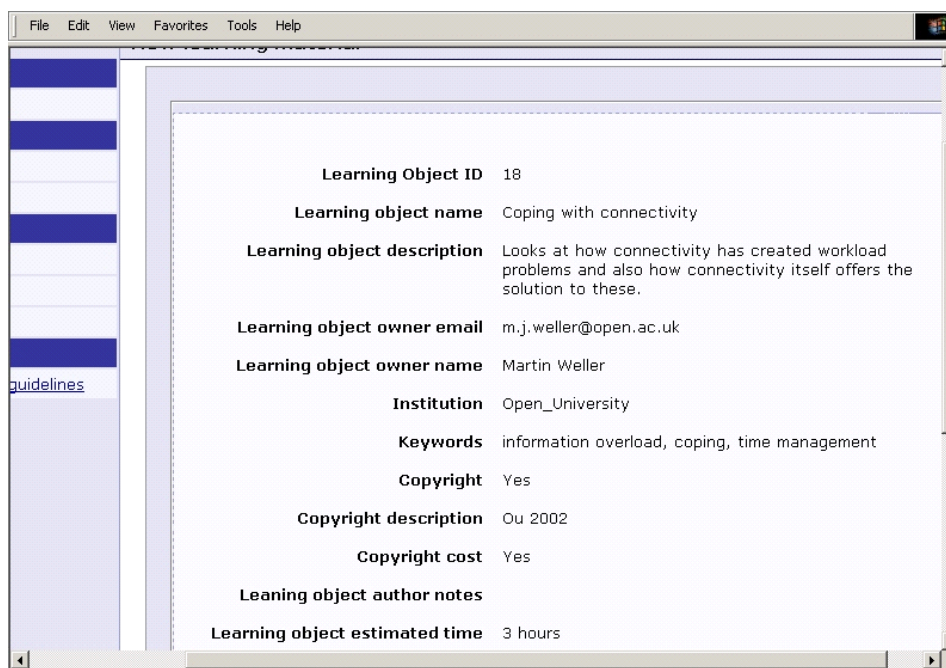 File Edit View Favorites Tools Help
guidelines
Learning Object ID 18
Learning object name Coping with connectivity
Learning object description Looks at how connectivity has created workload
problems and also how connectivity itself offers the
solution to these.
Learning object owner email m.j.weller@open.ac.uk
Learning object owner name Martin Weller
Institution Open_University
Keywords information overload, coping, time management
Copyright Yes
Copyright description Ou 2002
Copyright cost Yes
Leaning object author notes
Learning object estimated time 3 hours